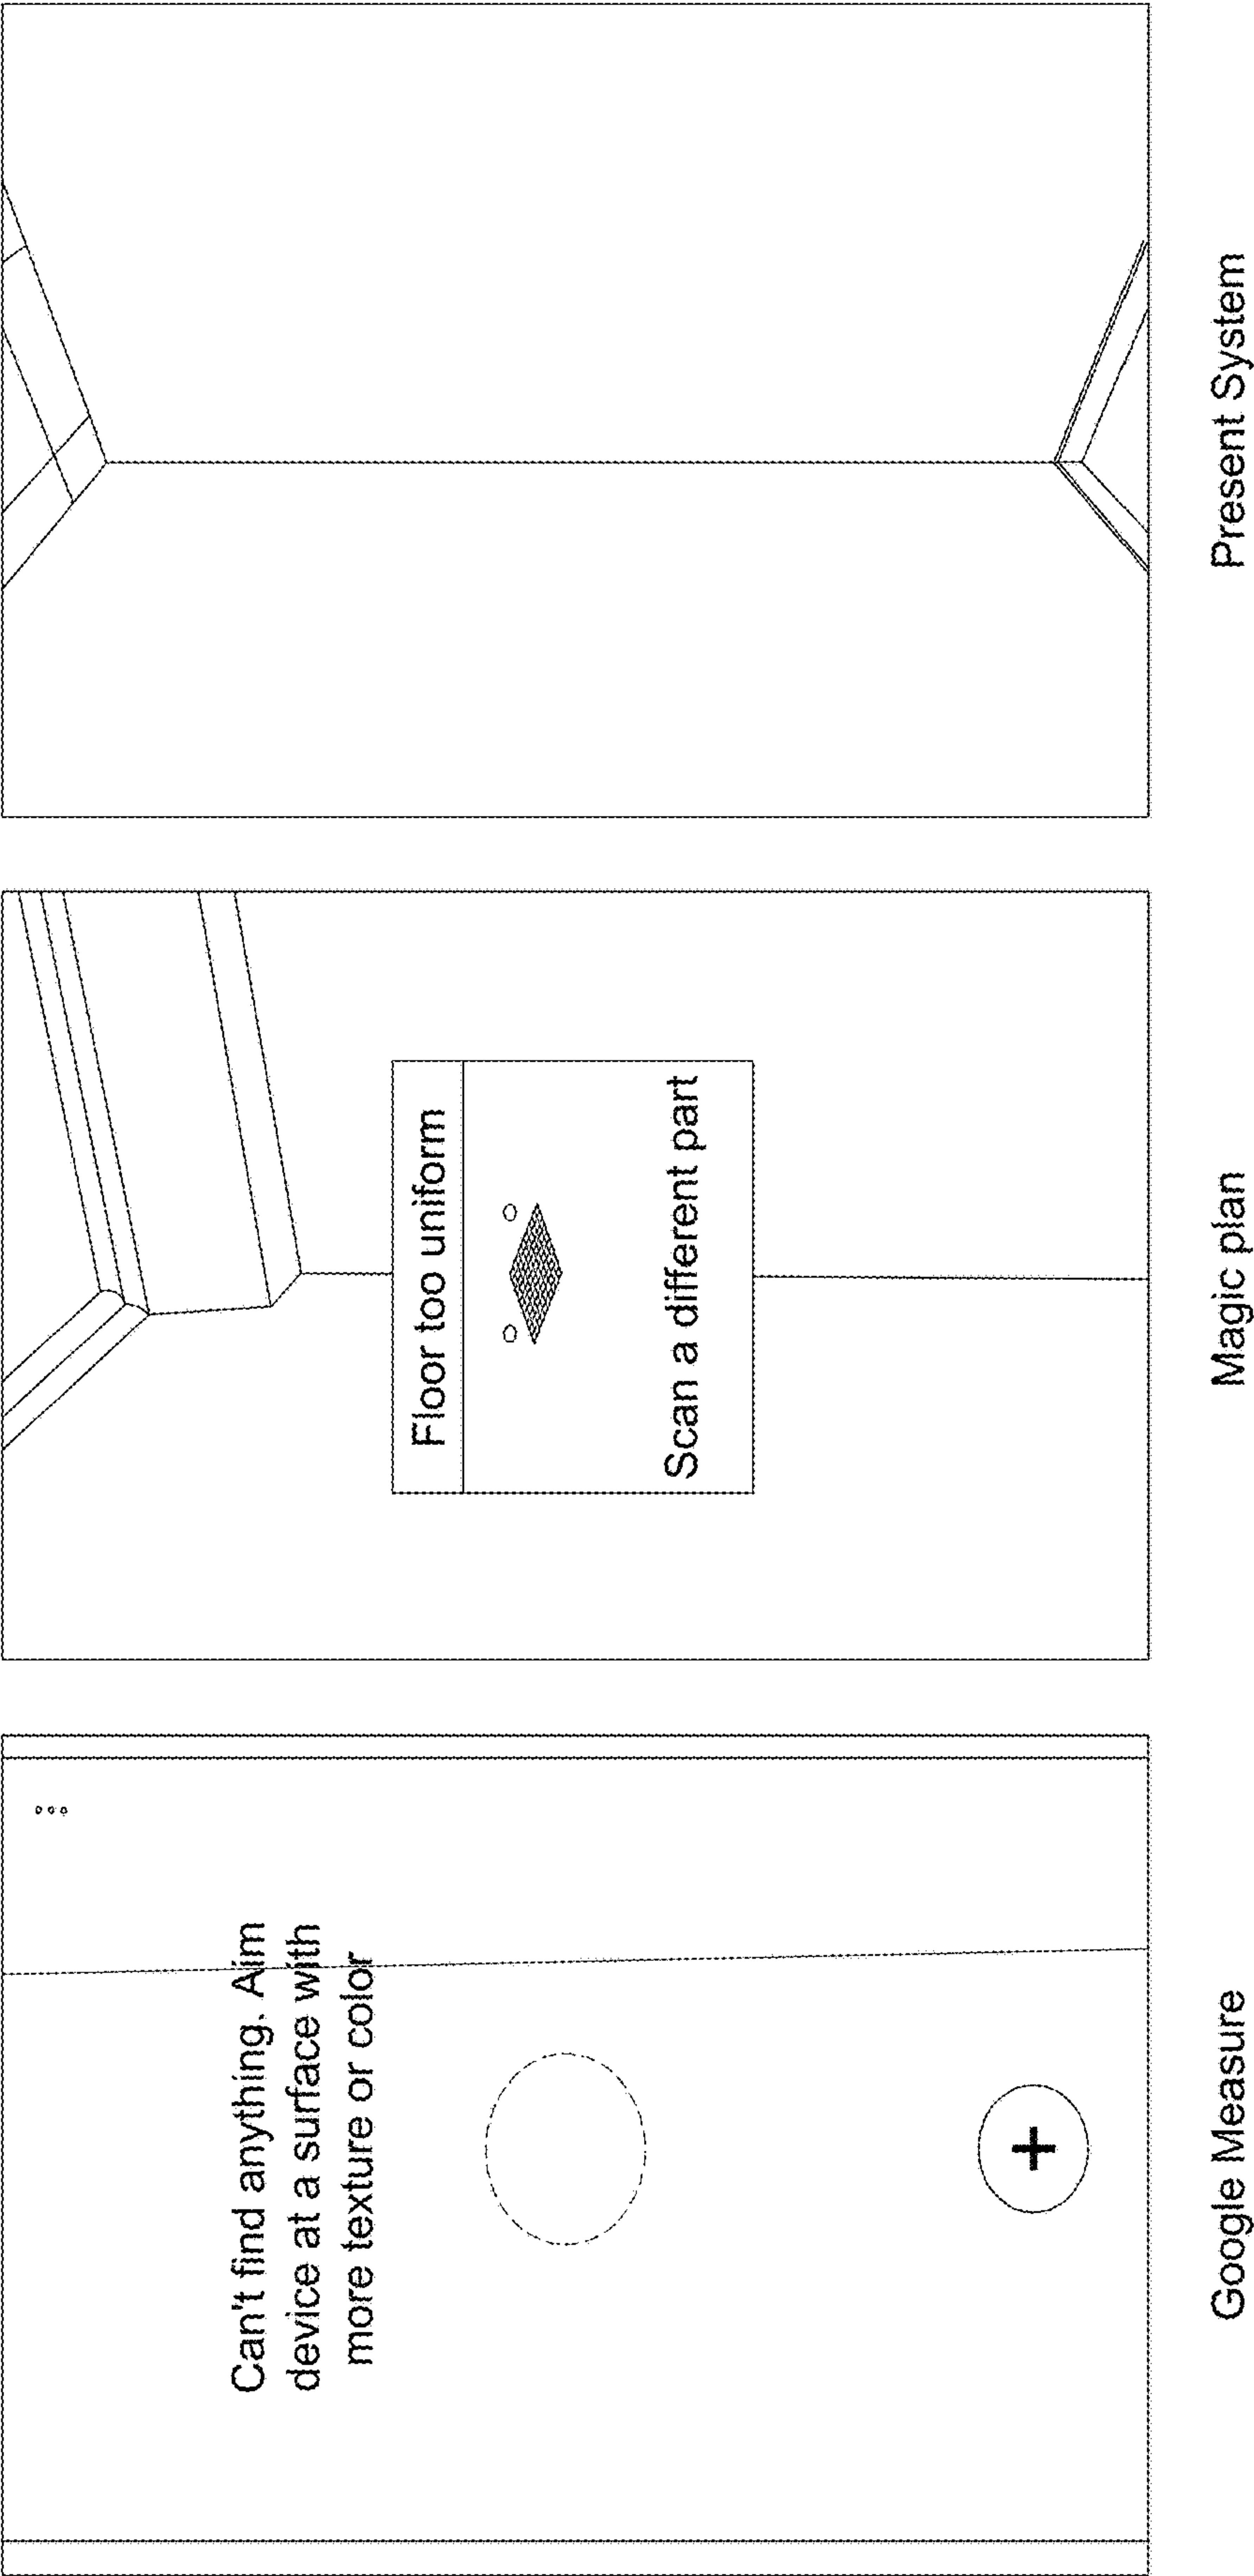 Can't find anything. Aim
device at a surface with
more texture or color
+
Google Measure
Floor too uniform
Scan a different part
Magic plan
Present System